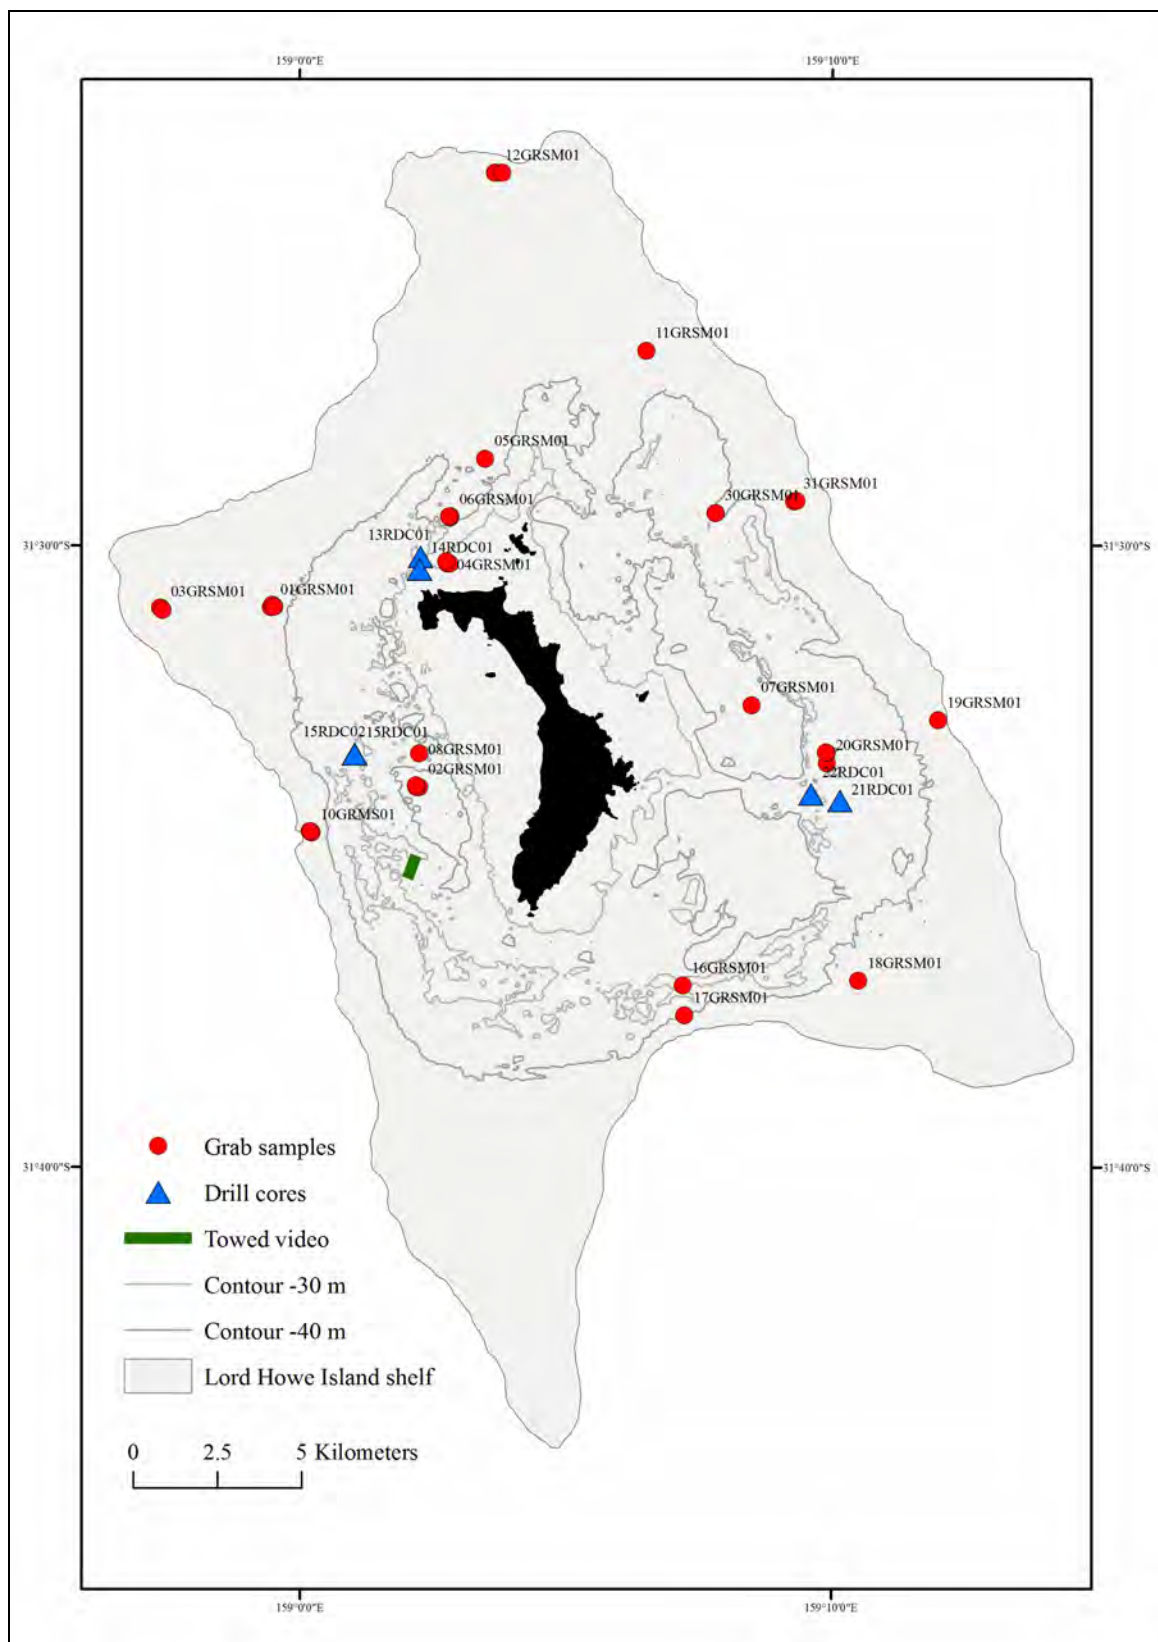 159°0'0"E
159°10'0"E
12GRSM01
11GRSM01
05GRSM01
31GRSM01
30GRSM01
06GRSM01
13RDC01
14RDC01
31°30'0"S
31°30'0"S
04GRSM01
03GRSM01
01GRSM01
07GRSM01
19GRSM01
15RDC0215RDC01
08GRSM01
20GRSM01
02GRSM01
22RDC01
21RDC01
10GRMS01
16GRSM01
18GRSM01
17GRSM01
Grab samples
31°40'0"S
31°40'0"S
Drill cores
Towed video
Contour -30 m
Contour -40 m
Lord Howe Island shelf
0 2.5 5 Kilometers
159°0'0"E
159°10'0"E